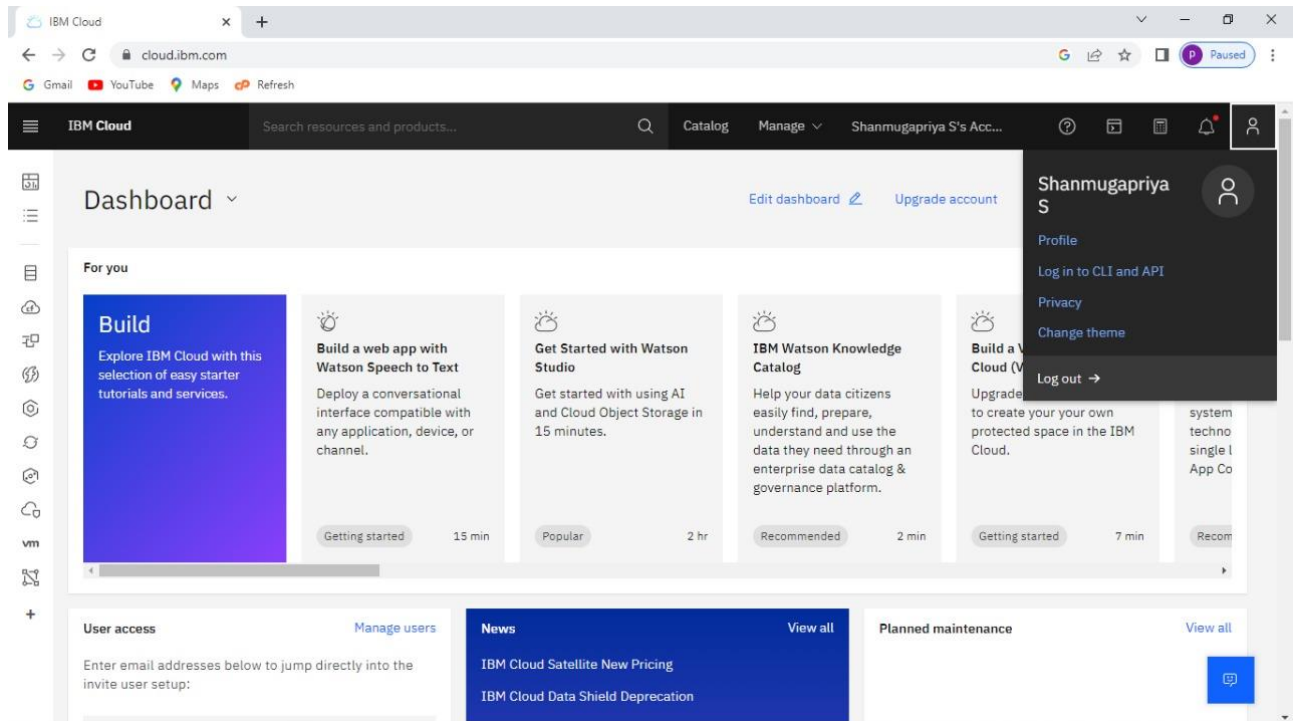 IBM Cloud
cloud.ibm.com
P Paused
Gmail YouTube Maps cP Refresh
IBM Cloud Search resources and products... Catalog Manage Shanmugapriya S's Acc...
Dashboard Edit dashboard Upgrade account
Shanmugapriya
S
Profile
Log in to CLI and API
Privacy
Change theme
Log out →
For you
Build
Explore IBM Cloud with this
selection of easy starter
tutorials and services.
Build a web app with
Watson Speech to Text
Deploy a conversational
interface compatible with
any application, device, or
channel.
Getting started 15 min
Get Started with Watson
Studio
Get started with using AI
and Cloud Object Storage in
15 minutes.
Popular 2 hr
IBM Watson Knowledge
Catalog
Help your data citizens
easily find, prepare,
understand and use the
data they need through an
enterprise data catalog &
governance platform.
Recommended 2 min
Build a
Cloud (V
Upgrade
to create your your own
protected space in the IBM
Cloud.
Getting started 7 min
system
techno
single l
App Co
Recom
vm
User access Manage users
Enter email addresses below to jump directly into the
invite user setup:
News View all
IBM Cloud Satellite New Pricing
IBM Cloud Data Shield Deprecation
Planned maintenance View all